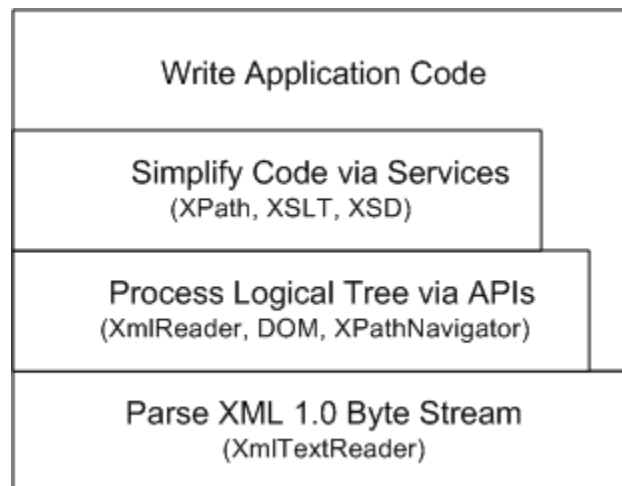 Write Application Code
Simplify Code via Services
(XPath, XSLT, XSD)
Process Logical Tree via APIs
(XmlReader, DOM, XPathNavigator)
Parse XML 1.0 Byte Stream
(XmlTextReader)